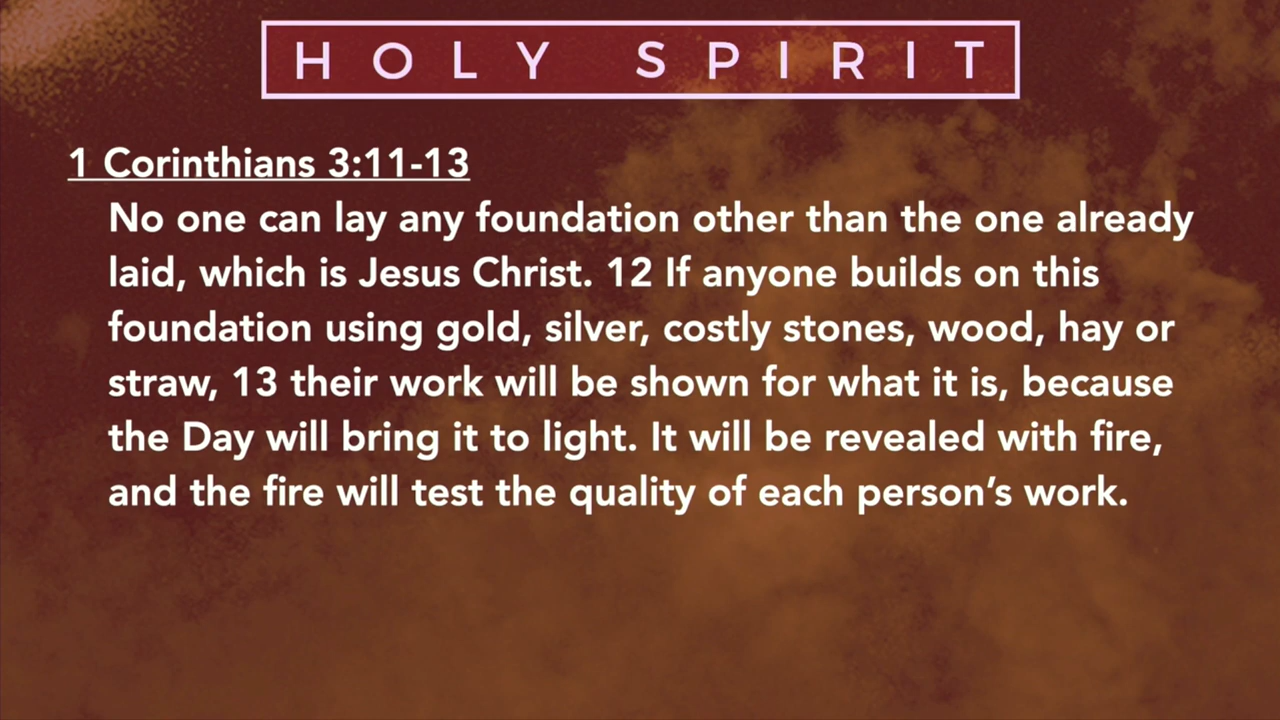 HOLY SPIRIT
1 Corinthians 3:11-13
No one can lay any foundation other than the one already
laid, which is Jesus Christ. 12 If anyone builds on this
foundation using gold, silver, costly stones, wood, hay or
straw, 13 their work will be shown for what it is, because
the Day will bring it to light. It will be revealed with fire,
and the fire will test the quality of each person’s work.